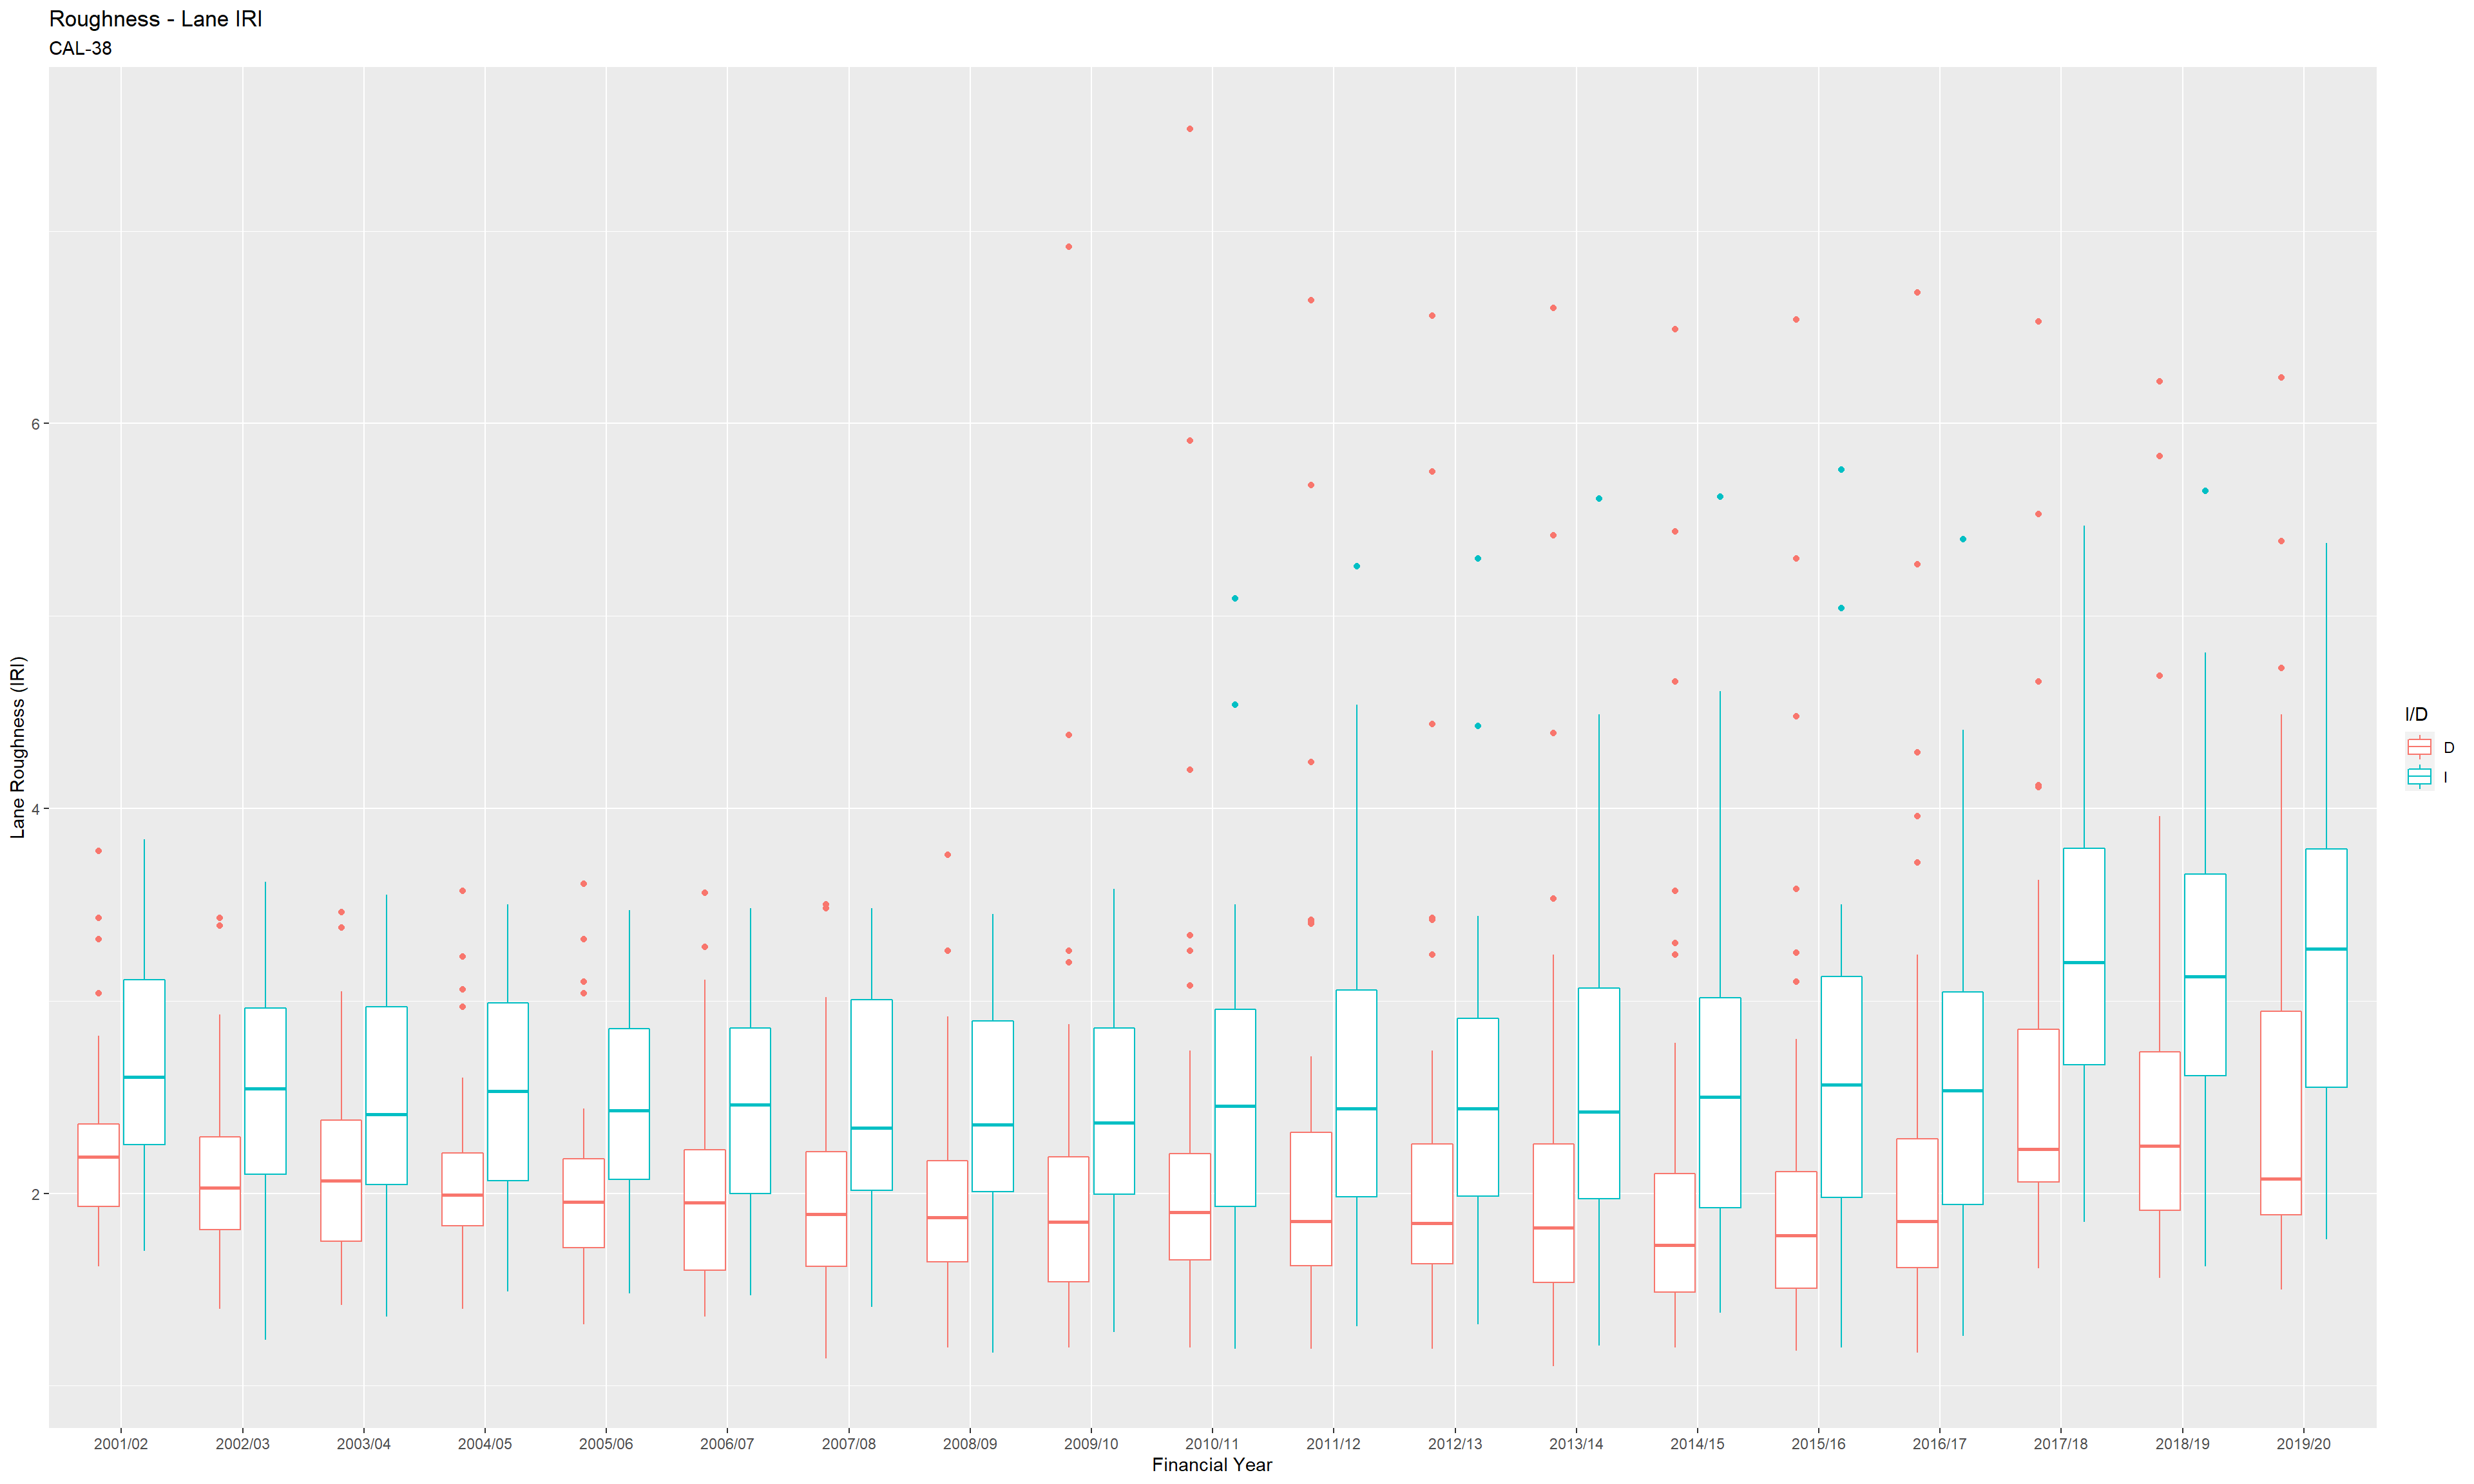 Roughness - Lane IRI
CAL-38
Lane Roughness (IRI)
6
4
2
2001/02 2002/03 2003/04 2004/05 2005/06 2006/07 2007/08 2008/09 2009/10 2010/11 2011/12 2012/13 2013/14 2014/15 2015/16 2016/17 2017/18 2018/19 2019/20
Financial Year
I/D
D
I